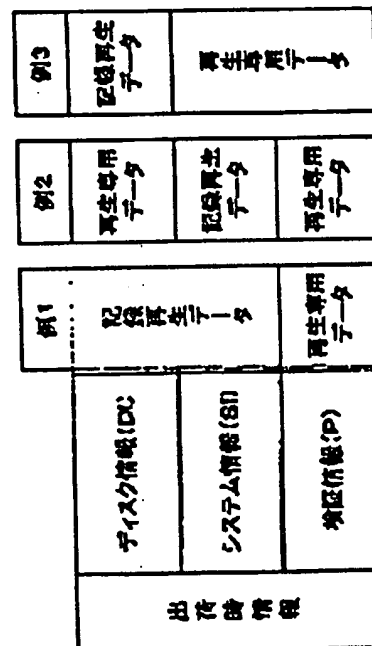 例1
例2
例3
出荷時情報
ディスク情報(DC)
記録再生
データ
再生専用
データ
記録再生
データ
システム情報(SI)
記録再生
データ
再生専用
データ
検証情報(P)
再生専用
データ
再生専用
データ